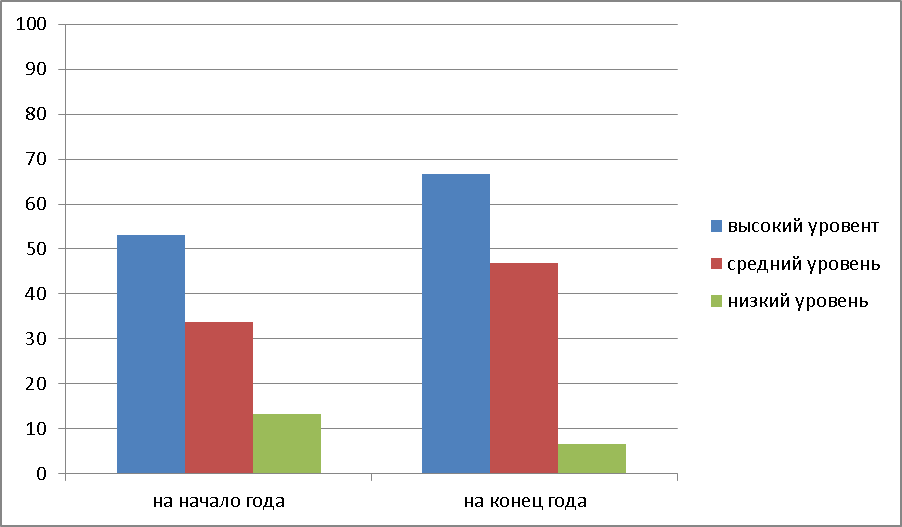 100
90
80
70
60
50
40
30
20
10
0
на начало года
на конец года
высокий уровент
средний уровень
низкий уровень